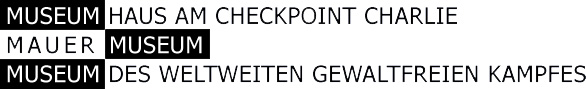 MUSEUM HAUS AM CHECKPOINT CHARLIE
MAUER MUSEUM
MUSEUM DES WELTWEITEN GEWALTFREIEN KAMPFES